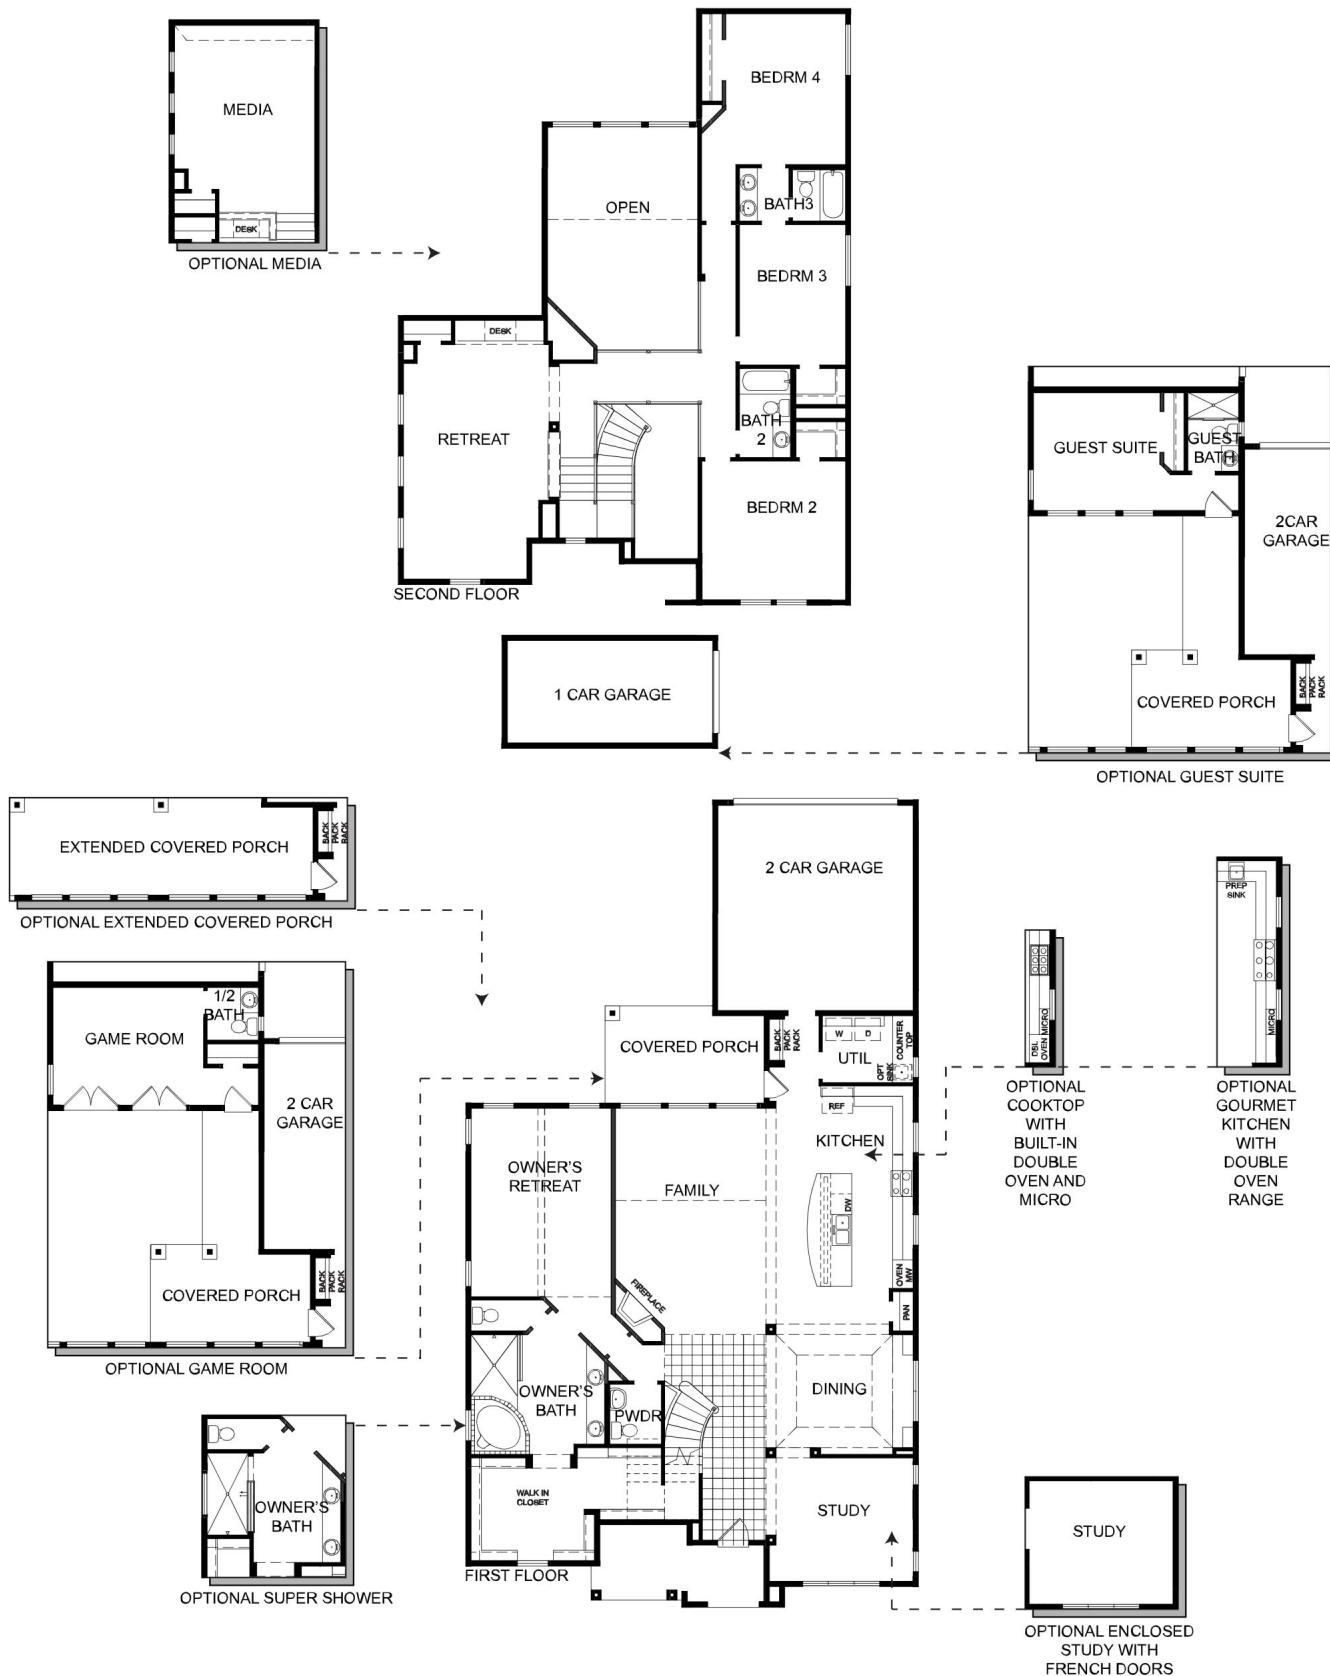 MEDIA
DESK
OPTIONAL MEDIA
BEDRM 4
OPEN
BATH3
BEDRM 3
DESK
RETREAT
BATH
2
BEDRM 2
SECOND FLOOR
GUEST SUITE
GUEST
BATH
2CAR
GARAGE
BACK
PACK
RACK
COVERED PORCH
OPTIONAL GUEST SUITE
1 CAR GARAGE
EXTENDED COVERED PORCH
BACK
PACK
RACK
OPTIONAL EXTENDED COVERED PORCH
1/2
BATH
GAME ROOM
2 CAR
GARAGE
COVERED PORCH
BACK
PACK
RACK
OPTIONAL GAME ROOM
OWNER'S
BATH
OPTIONAL SUPER SHOWER
2 CAR GARAGE
COVERED PORCH
BACK
PACK
RACK
W
D
COUNTER
TOP
UTIL
OPT
SINK
REF
KITCHEN
OWNER'S
RETREAT
FAMILY
DW
OVEN
MW
FIREPLACE
PAN
DINING
OWNER'S
BATH
PWDR
WALK IN
CLOSET
STUDY
FIRST FLOOR
DBL
OVEN
MICRO
OPTIONAL
COOKTOP
WITH
BUILT-IN
DOUBLE
OVEN AND
MICRO
PREP
SINK
MICRO
OPTIONAL
GOURMET
KITCHEN
WITH
DOUBLE
OVEN
RANGE
STUDY
OPTIONAL ENCLOSED
STUDY WITH
FRENCH DOORS